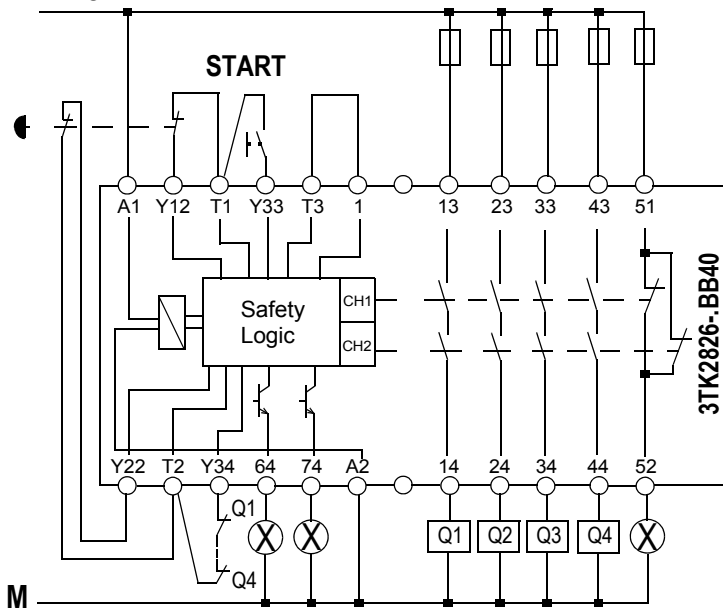 START
A1 Y12 T1 Y33 T3 1 13 23 33 43 51
Safety
Logic
CH1
CH2
3TK2826-.BB40
Y22 T2 Y34 64 74 A2 14 24 34 44 52
Q1
Q4
Q1 Q2 Q3 Q4
M